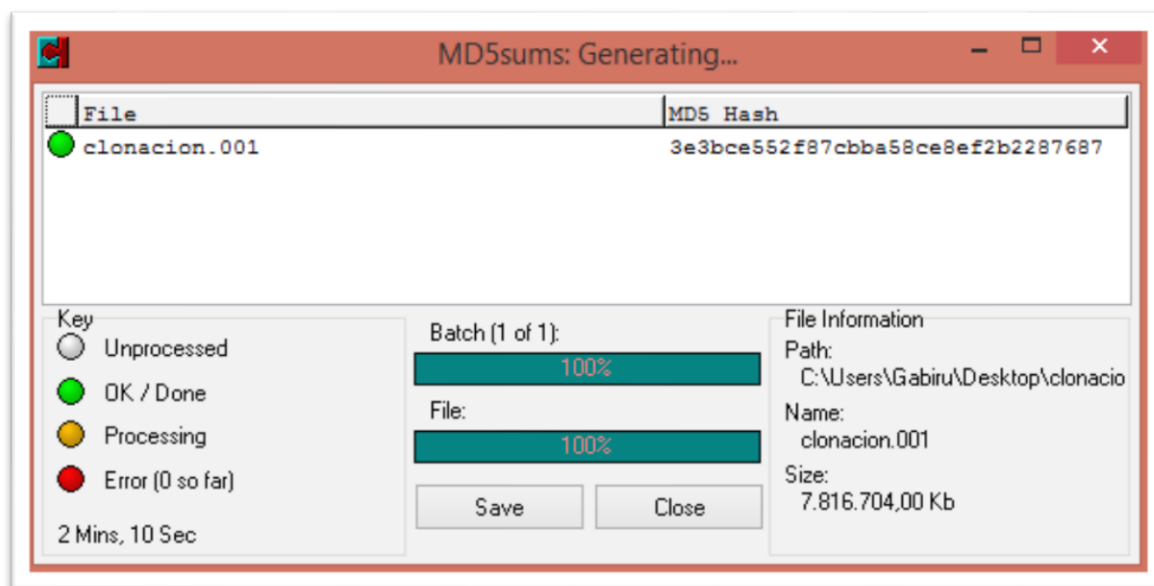 MD5sums: Generating...
File MD5 Hash
clonacion.001 3e3bce552f87cbba58ce8ef2b2287687
Key
Unprocessed
OK / Done
Processing
Error (0 so far)
2 Mins, 10 Sec
Batch (1 of 1):
100%
File:
100%
Save Close
File Information
Path:
C:\Users\Gabiru\Desktop\clonacio
Name:
clonacion.001
Size:
7.816.704,00 Kb